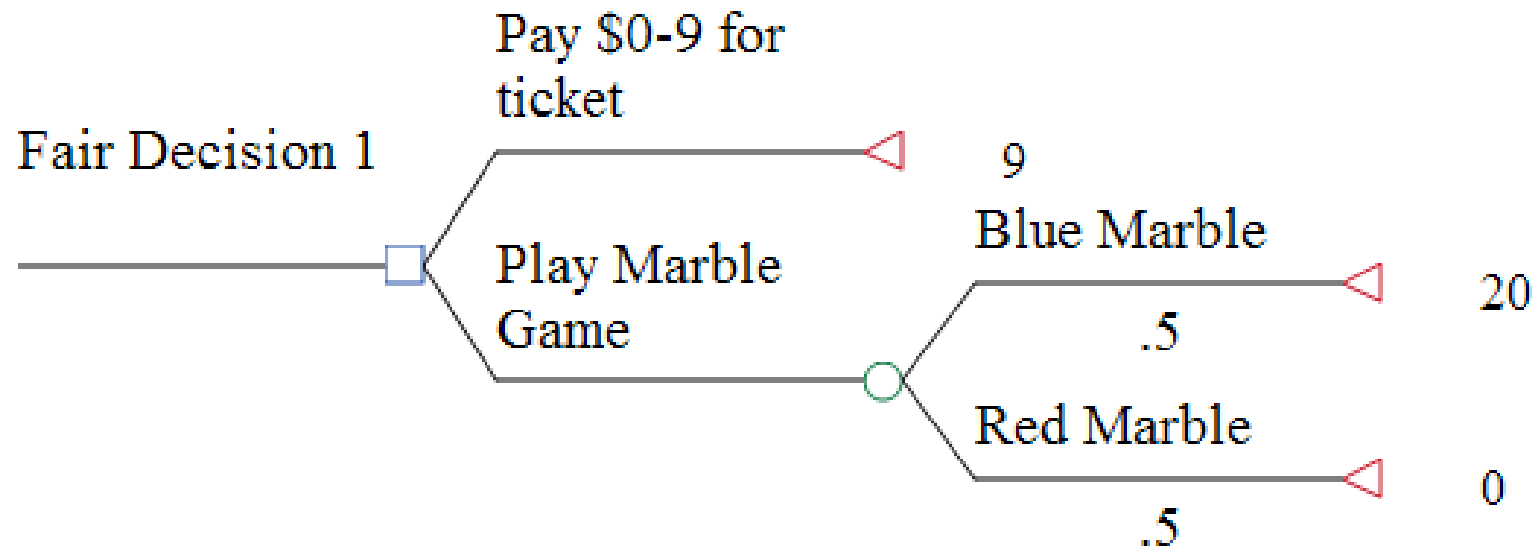 Pay $0-9 for
ticket
Fair Decision 1
9
Blue Marble
Play Marble
Game
20
.5
Red Marble
0
.5